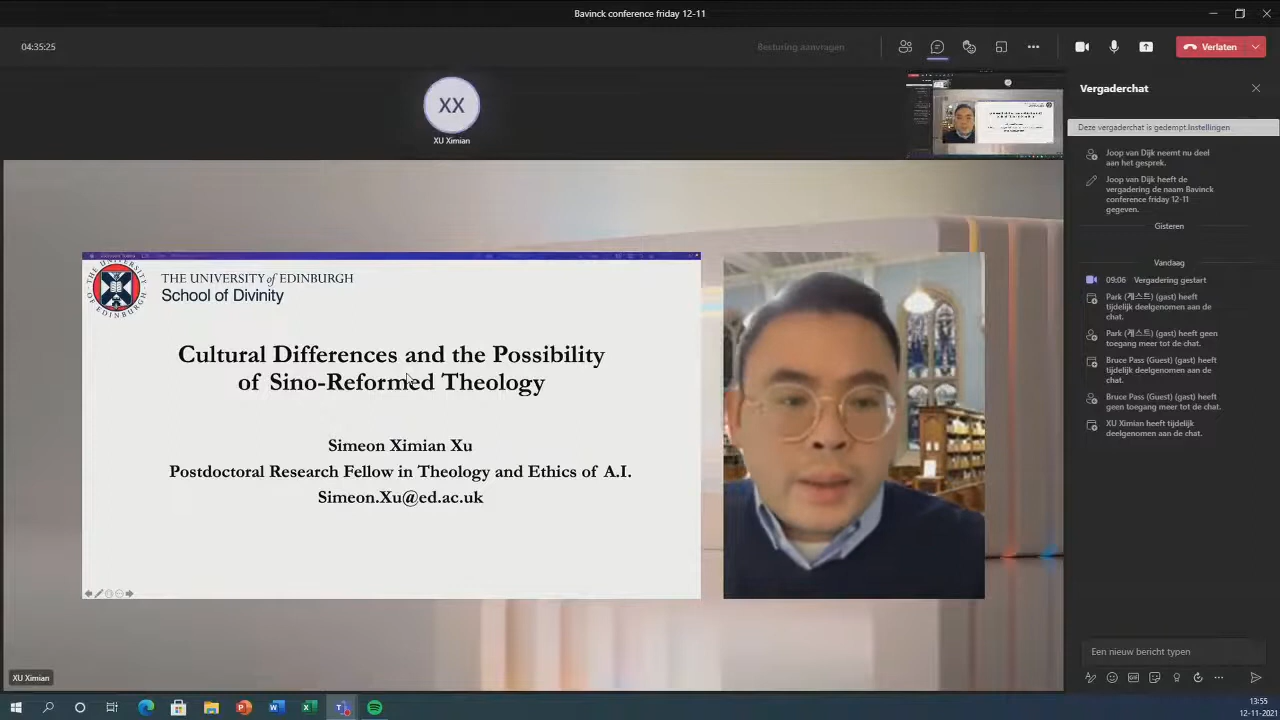 Bavinck conference friday 12-11
04:35:25
Besturing aanvragen
Verlaten
XX
XU Ximian
Vergaderchat
Deze vergaderchat is gedempt.Instellingen
Joop van Dijk neemt nu deel
aan het gesprek.
Joop van Dijk heeft de
vergadering de naam Bavinck
conference friday 12-11
gegeven.
Gisteren
Vandaag
09:06 Vergadering gestart
Park (게스트) (gast) heeft
tijdelijk deelgenomen aan de
chat.
Park (게스트) (gast) heeft geen
toegang meer tot de chat.
Bruce Pass (Guest) (gast) heeft
tijdelijk deelgenomen aan de
chat.
Bruce Pass (Guest) (gast) heeft
geen toegang meer tot de chat.
XU Ximian heeft tijdelijk
deelgenomen aan de chat.
THE UNIVERSITY of EDINBURGH
School of Divinity
Cultural Differences and the Possibility
of Sino-Reformed Theology
Simeon Ximian Xu
Postdoctoral Research Fellow in Theology and Ethics of A.I.
Simeon.Xu@ed.ac.uk
XU Ximian
Een nieuw bericht typen
GIF
13:55
12-11-2021